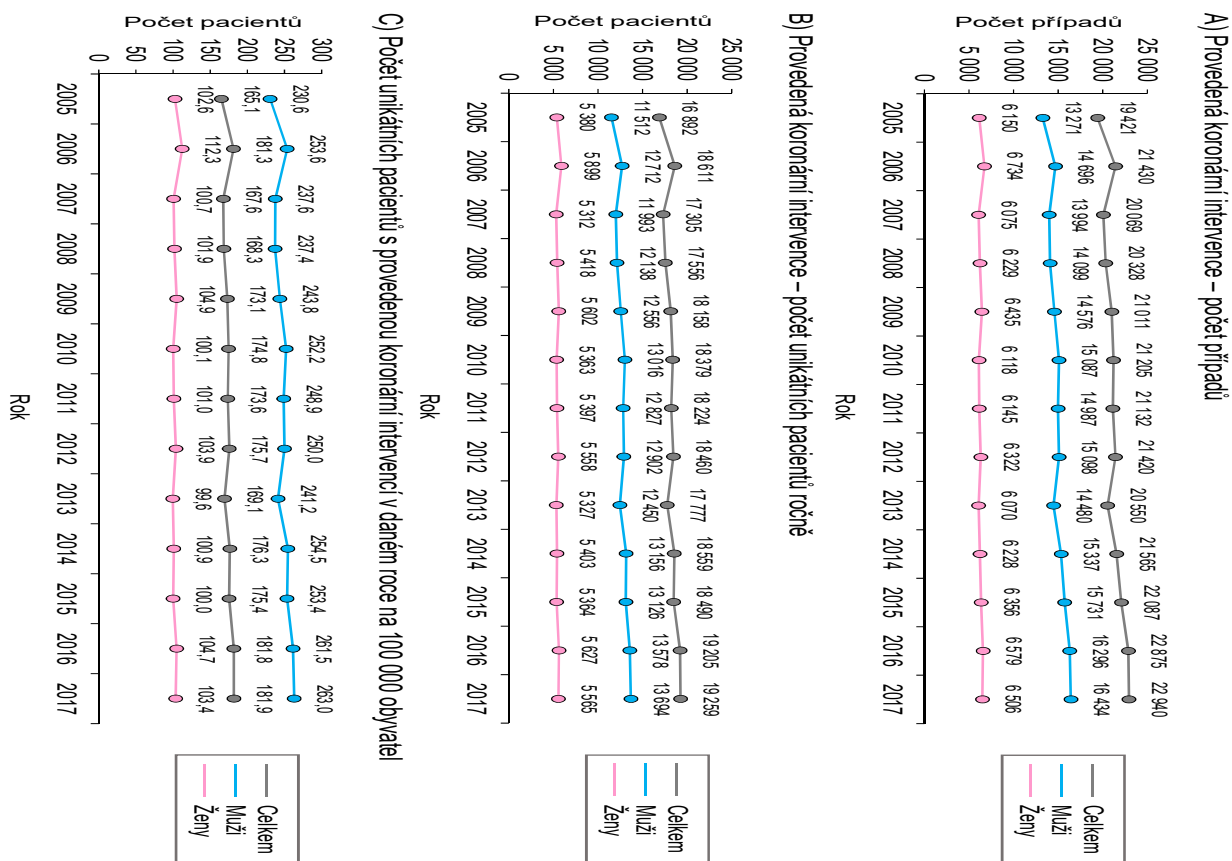 A) Provedená koronární intervence – počet případů
Počet případů
25 000
20 000
15 000
10 000
5 000
0
19 421 21 430 20 069 20 328 21 011 21 205 21 132 21 420 20 550 21 565 22 087 22 875 22 940
13 271 14 696 13 994 14 099 14 576 15 087 14 987 15 098 14 480 15 337 15 731 16 296 16 434
6 150 6 734 6 075 6 229 6 435 6 118 6 145 6 322 6 070 6 228 6 356 6 579 6 506
2005 2006 2007 2008 2009 2010 2011 2012 2013 2014 2015 2016 2017
Rok
Celkem
Muži
Ženy
B) Provedená koronární intervence – počet unikátních pacientů ročně
Počet pacientů
25 000
20 000
15 000
10 000
5 000
0
16 892 18 611 17 305 17 556 18 158 18 379 18 224 18 460 17 777 18 559 18 490 19 205 19 259
11 512 12 712 11 993 12 138 12 556 13 016 12 827 12 902 12 450 13 156 13 126 13 578 13 694
5 380 5 899 5 312 5 418 5 602 5 363 5 397 5 558 5 327 5 403 5 364 5 627 5 565
2005 2006 2007 2008 2009 2010 2011 2012 2013 2014 2015 2016 2017
Rok
Celkem
Muži
Ženy
C) Počet unikátních pacientů s provedenou koronární intervencí v daném roce na 100 000 obyvatel
Počet pacientů
300
250
200
150
100
50
0
230,6 253,6 237,6 237,4 243,8 252,2 248,9 250,0 241,2 254,5 253,4 261,5 263,0
165,1 181,3 167,6 168,3 173,1 174,8 173,6 175,7 169,1 176,3 175,4 181,8 181,9
102,6 112,3 100,7 101,9 104,9 100,1 101,0 103,9 99,6 100,9 100,0 104,7 103,4
2005 2006 2007 2008 2009 2010 2011 2012 2013 2014 2015 2016 2017
Rok
Celkem
Muži
Ženy